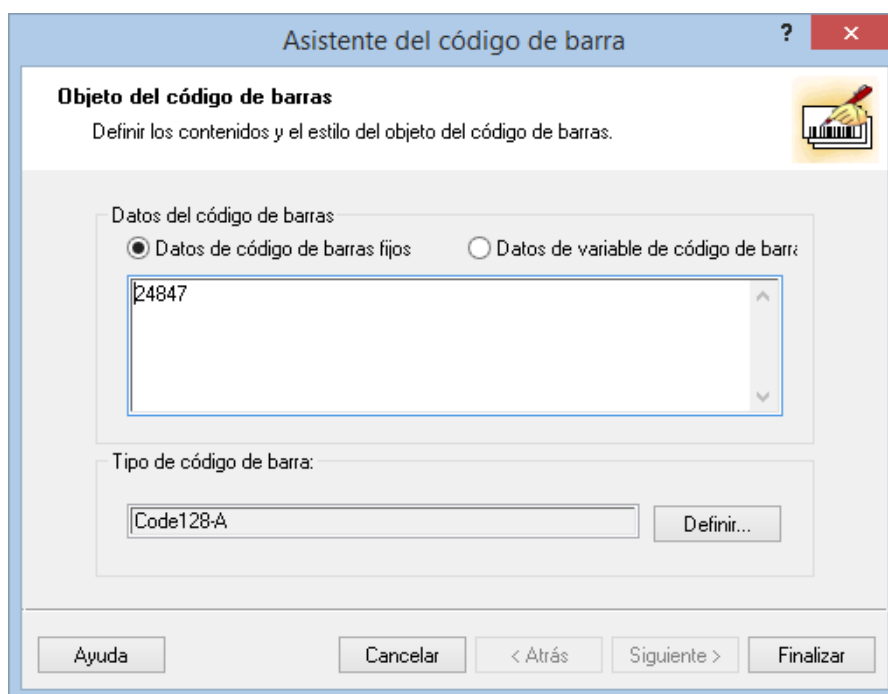 Asistente del código de barra
?
×
Objeto del código de barras
Definir los contenidos y el estilo del objeto del código de barras.
Datos del código de barras
Datos de código de barras fijos
Datos de variable de código de barra
24847
Tipo de código de barra:
Code128-A
Definir...
Ayuda
Cancelar
< Atrás
Siguiente >
Finalizar